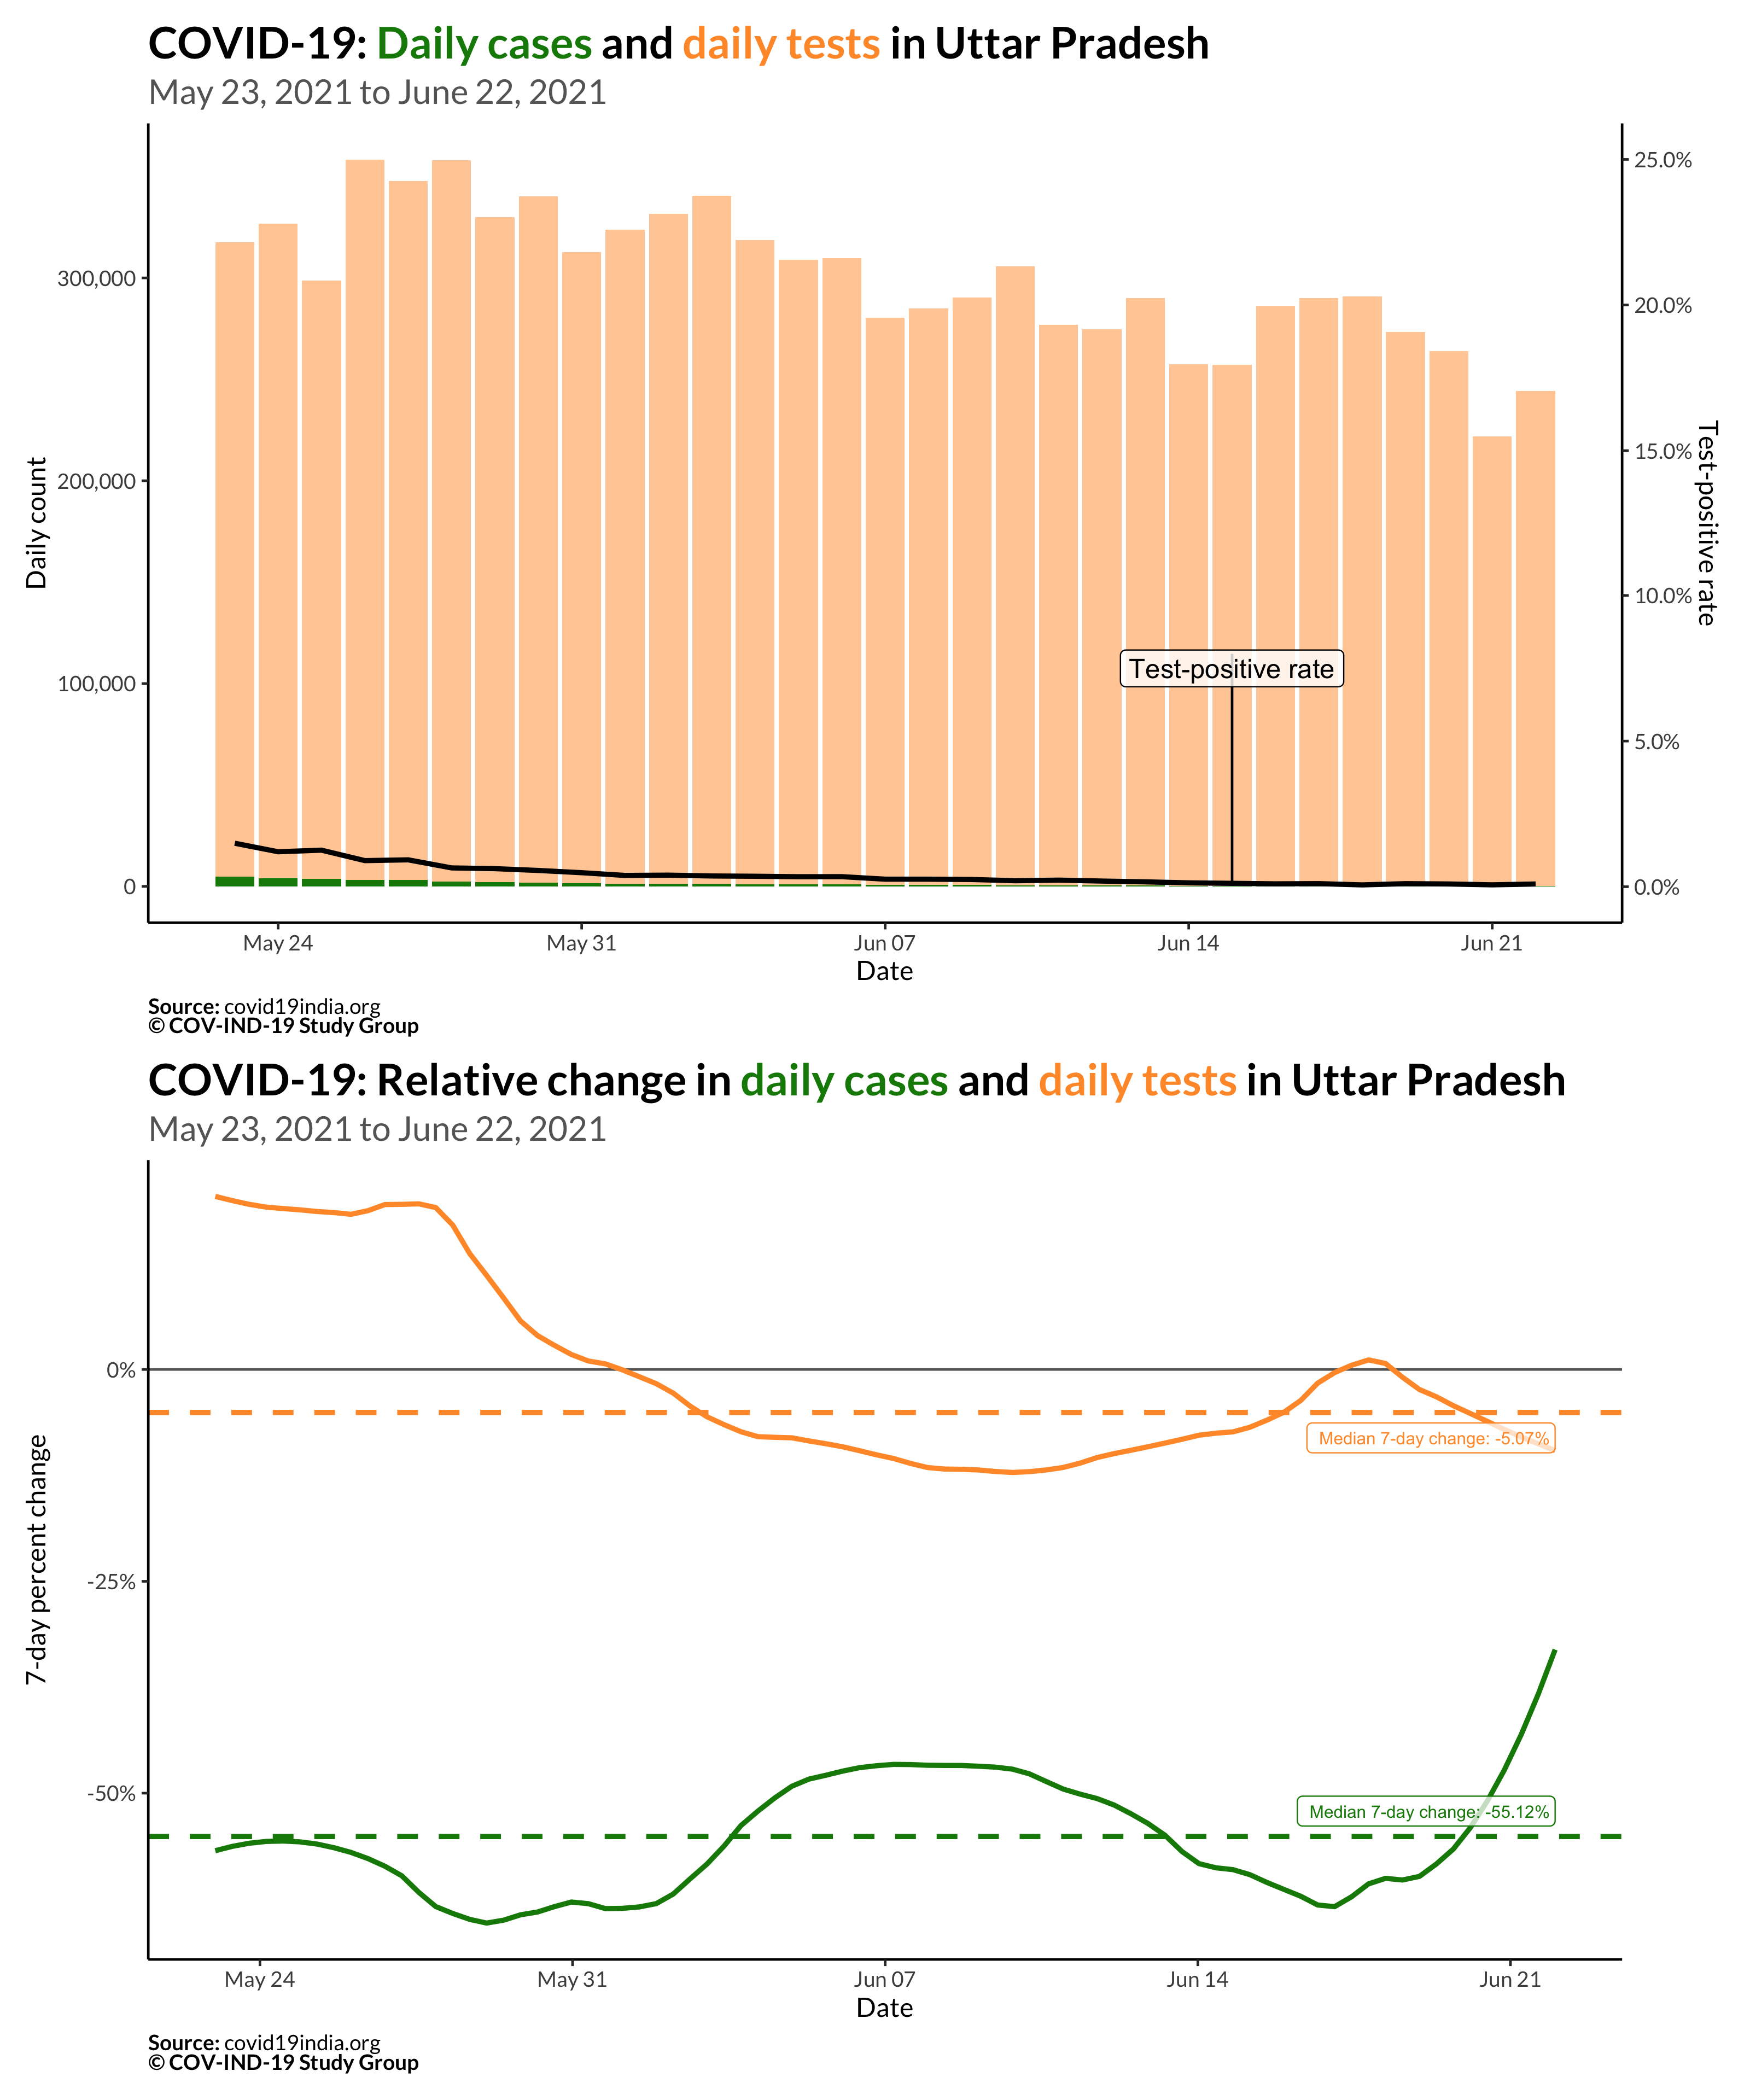 COVID-19: Daily cases and daily tests in Uttar Pradesh
May 23, 2021 to June 22, 2021
Daily count
300,000
200,000
100,000
0
25.0%
20.0%
15.0%
10.0%
5.0%
0.0%
Test-positive rate
Test-positive rate
May 24
May 31
Jun 07
Jun 14
Jun 21
Date
Source: covid19india.org
© COV-IND-19 Study Group
COVID-19: Relative change in daily cases and daily tests in Uttar Pradesh
May 23, 2021 to June 22, 2021
7-day percent change
0%
-25%
-50%
Median 7-day change: -5.07%
Median 7-day change: -55.12%
May 24
May 31
Jun 07
Jun 14
Jun 21
Date
Source: covid19india.org
© COV-IND-19 Study Group